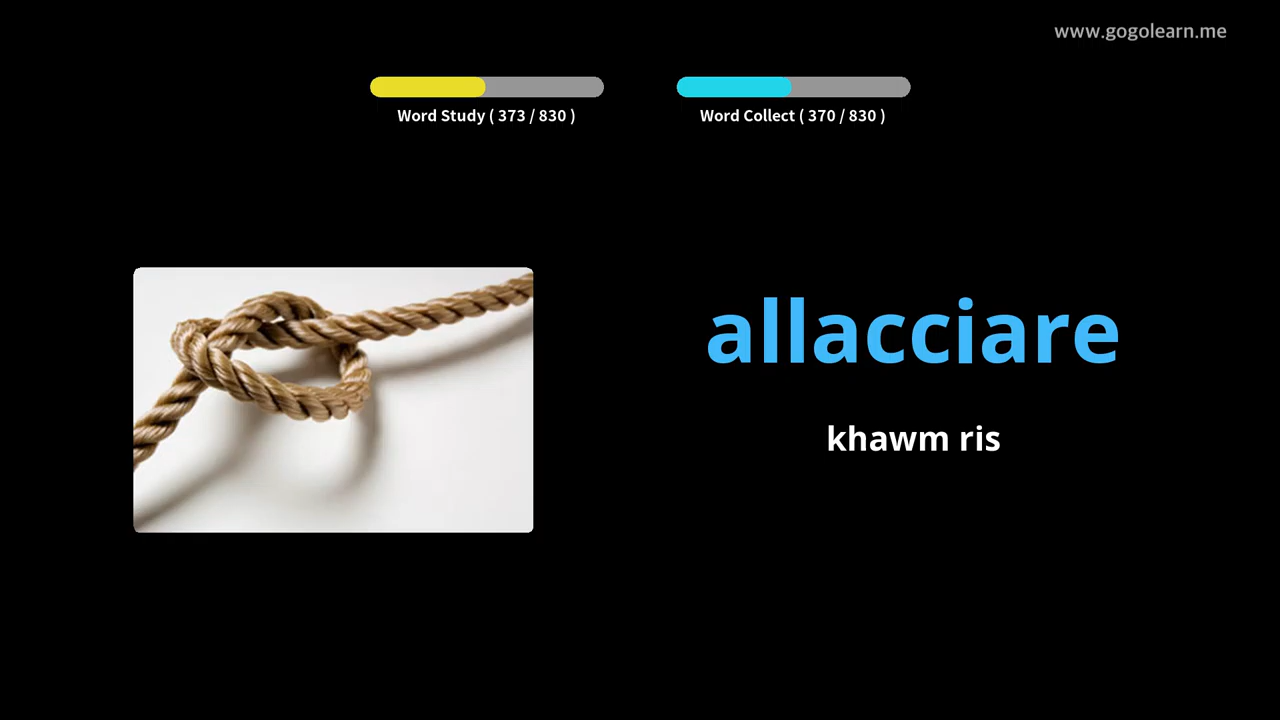 www.gogolearn.me
Word Study ( 373 / 830 )
Word Collect ( 370 / 830 )
allacciare
khawm ris